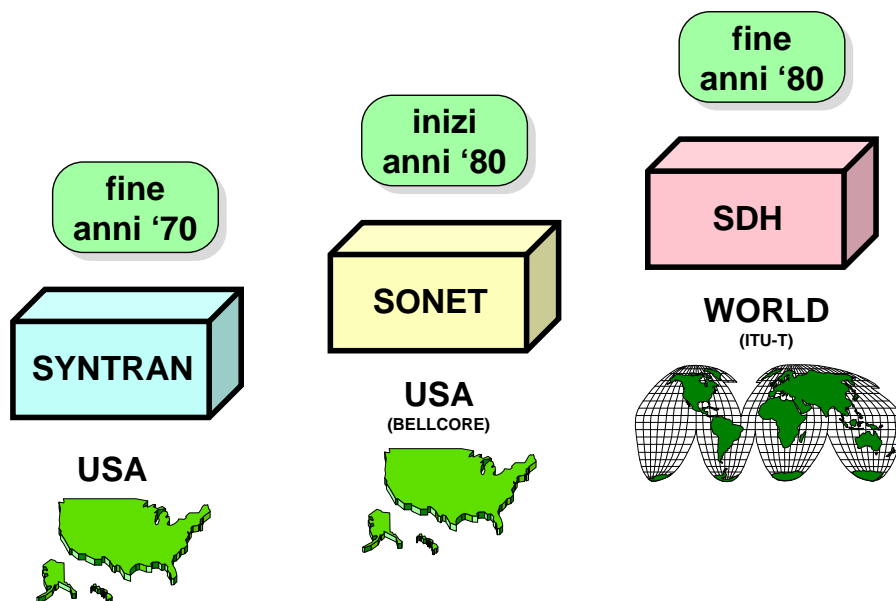 fine
anni ‘70
SYNTRAN
USA
inizi
anni ‘80
SONET
USA
(BELLCORE)
fine
anni ‘80
SDH
WORLD
(ITU-T)